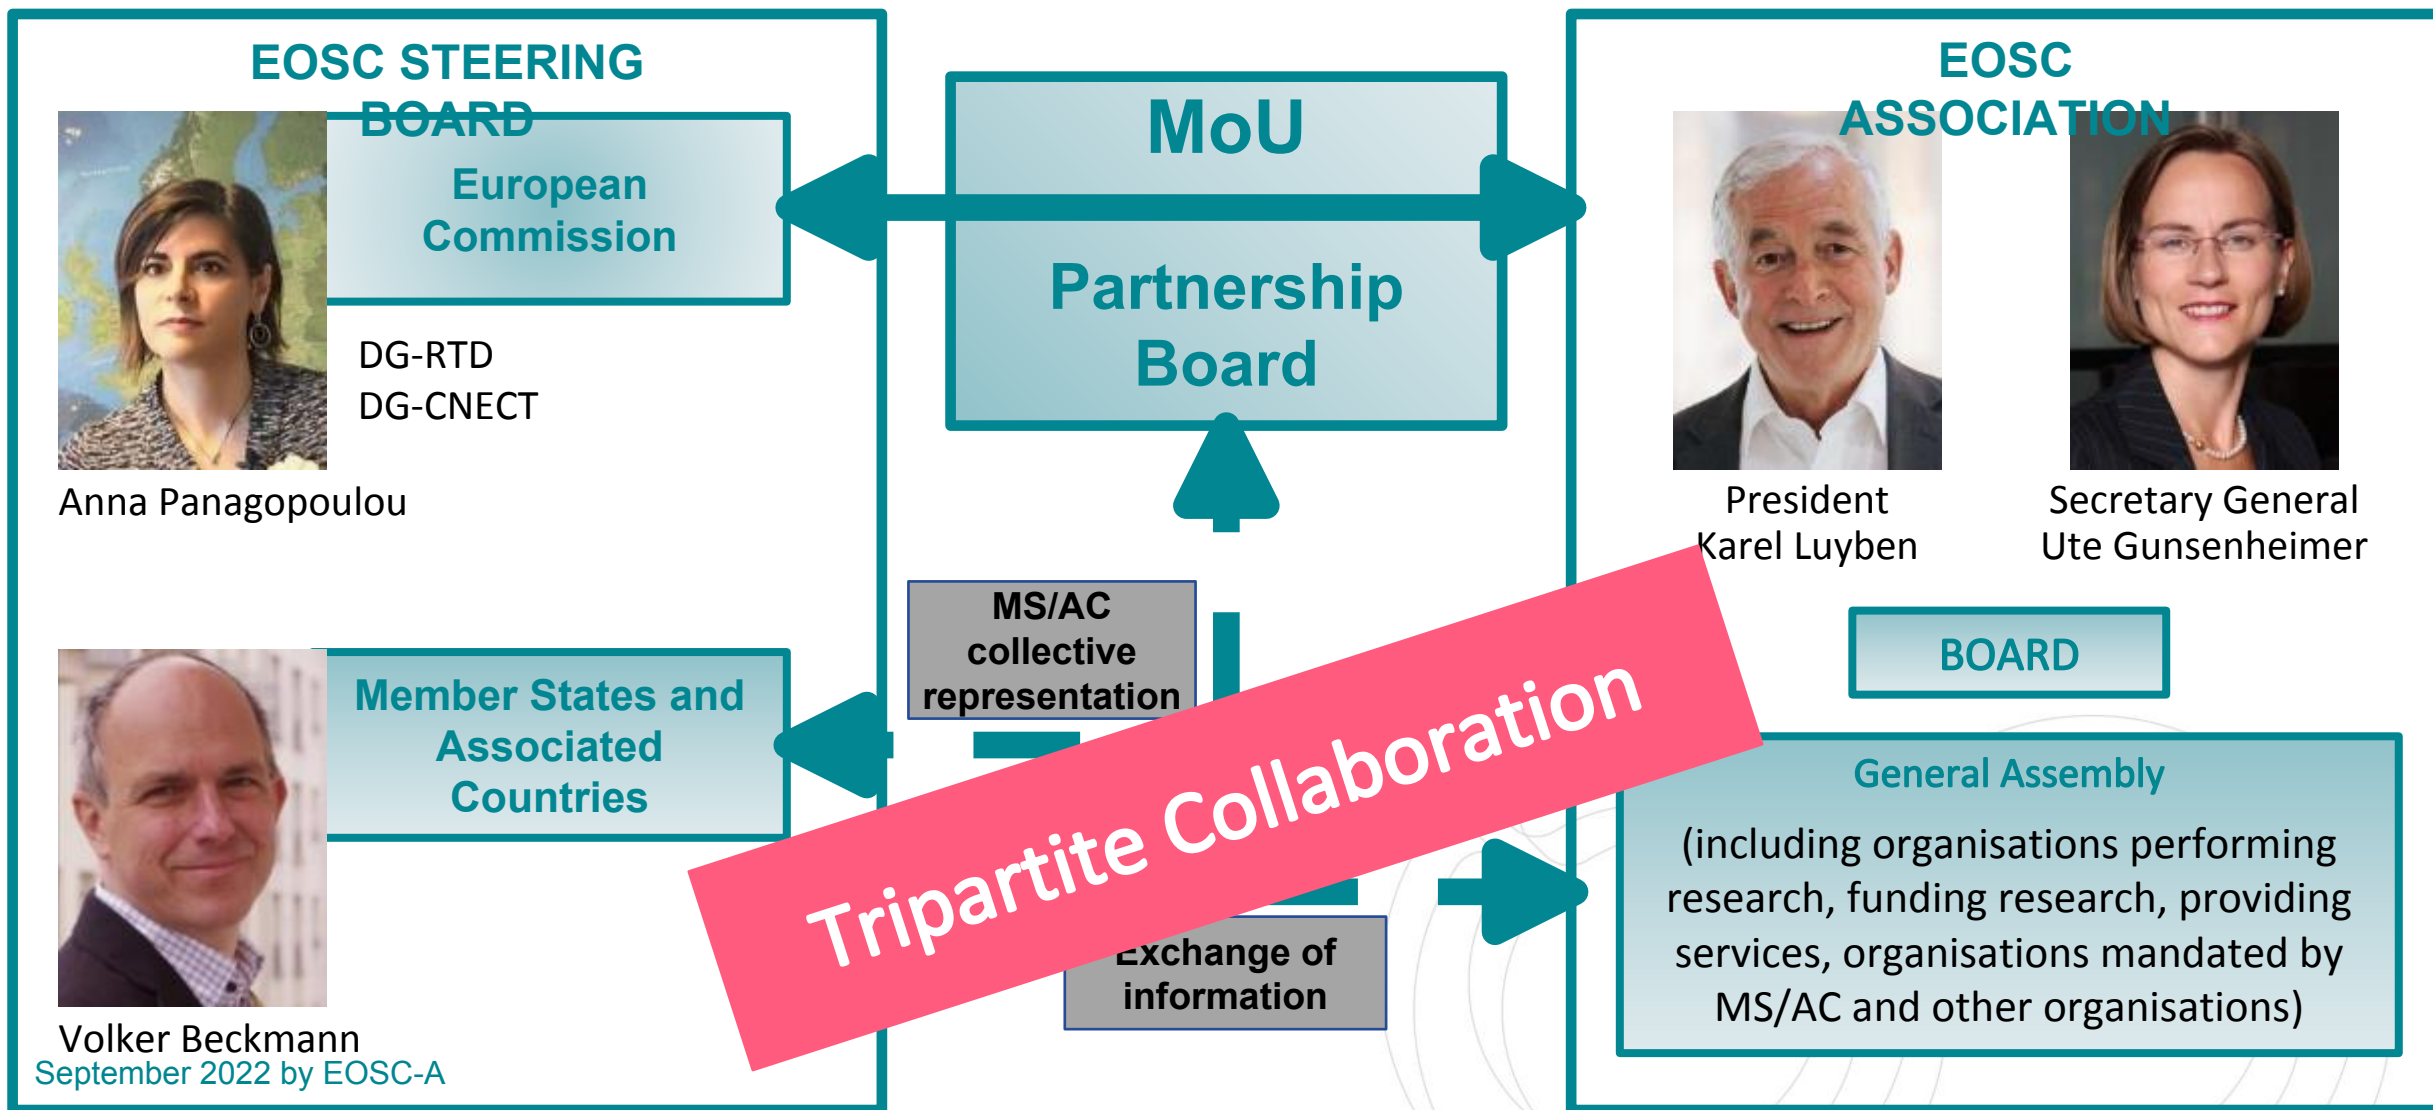 EOSC STEERING
BOARD
European
Commission
DG-RTD
DG-CNECT
Anna Panagopoulou
Member States and
Associated
Countries
Volker Beckmann
September 2022 by EOSC-A
MoU
Partnership
Board
MS/AC
collective
representation
Tripartite Collaboration
Exchange of
information
EOSC
ASSOCIATION
President
Karel Luyben
Secretary General
Ute Gunsenheimer
BOARD
General Assembly
(including organisations performing
research, funding research, providing
services, organisations mandated by
MS/AC and other organisations)